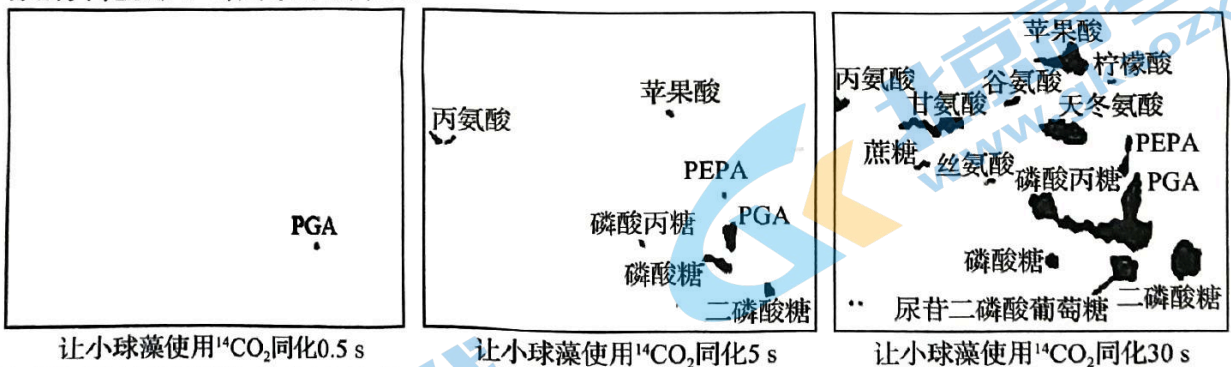 PGA
让小球藻使用¹⁴CO₂同化0.5 s
苹果酸
丙氨酸
PEPA
PGA
磷酸丙糖
磷酸糖
二磷酸糖
让小球藻使用¹⁴CO₂同化5 s
苹果酸
柠檬酸
丙氨酸
谷氨酸
甘氨酸
天冬氨酸
PEPA
蔗糖
丝氨酸
磷酸丙糖
PGA
磷酸糖
尿苷二磷酸葡萄糖
二磷酸糖
让小球藻使用¹⁴CO₂同化30 s